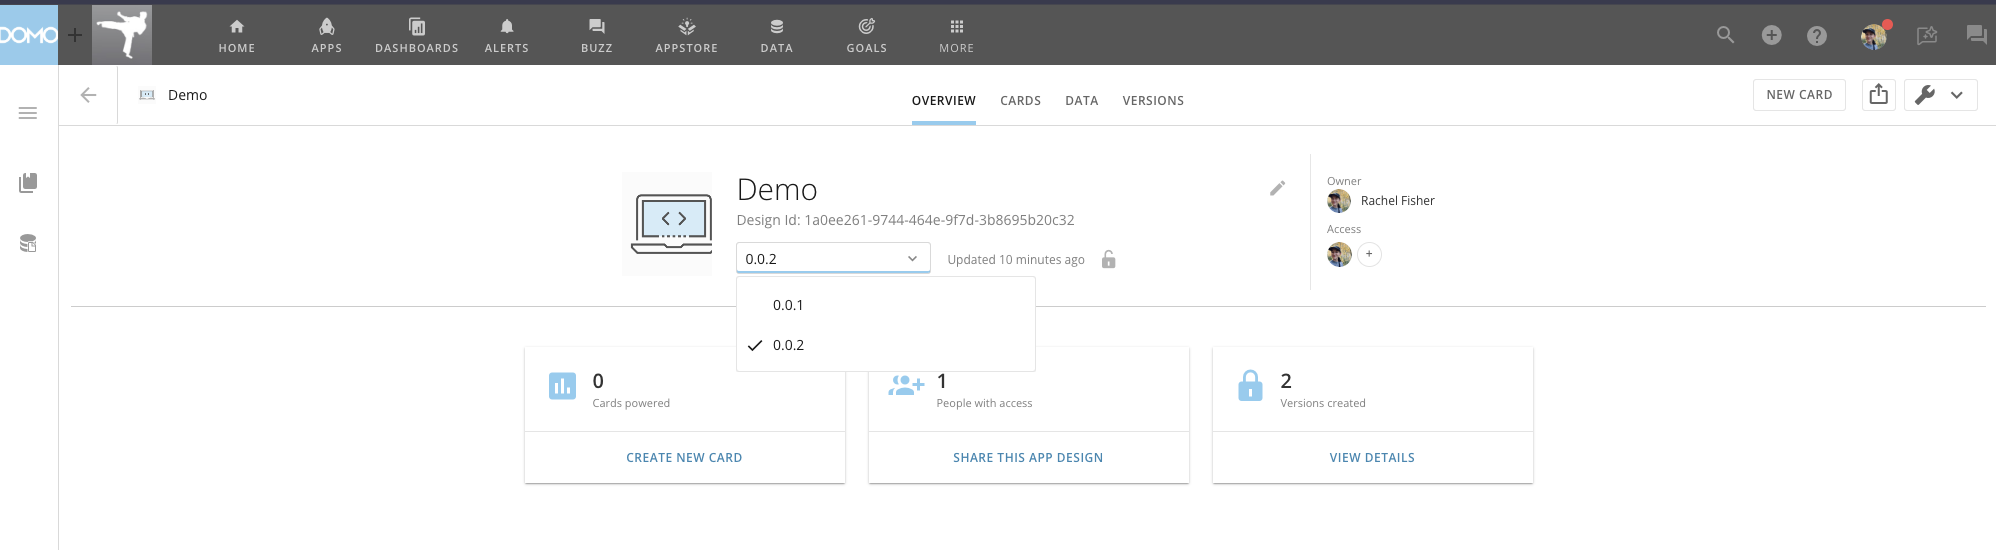 DOMO
HOME
APPS
DASHBOARDS
ALERTS
BUZZ
APPSTORE
DATA
GOALS
MORE
Demo
OVERVIEW
CARDS
DATA
VERSIONS
NEW CARD
Demo
Design Id: 1a0ee261-9744-464e-9f7d-3b8695b20c32
0.0.2
Updated 10 minutes ago
0.0.1
0.0.2
Owner
Rachel Fisher
Access
+
0
Cards powered
CREATE NEW CARD
1
People with access
SHARE THIS APP DESIGN
2
Versions created
VIEW DETAILS